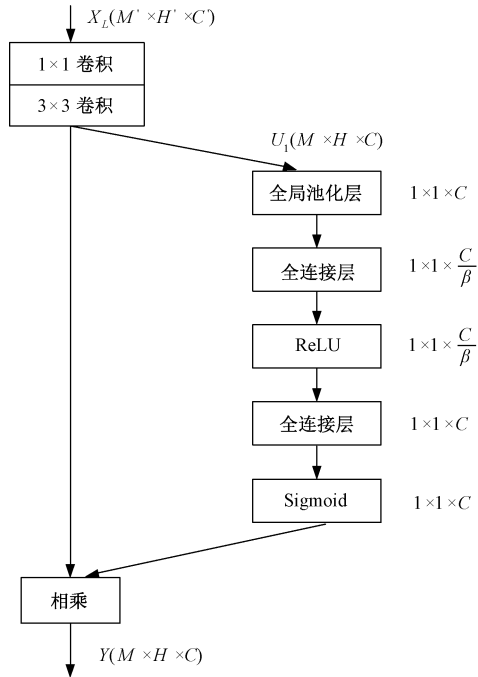 X_L(M' × H' × C')
1×1 卷积
3×3 卷积
U_1(M × H × C)
全局池化层 1×1×C
全连接层 1×1×C/β
ReLU 1×1×C/β
全连接层 1×1×C
Sigmoid 1×1×C
相乘
Y(M × H × C)